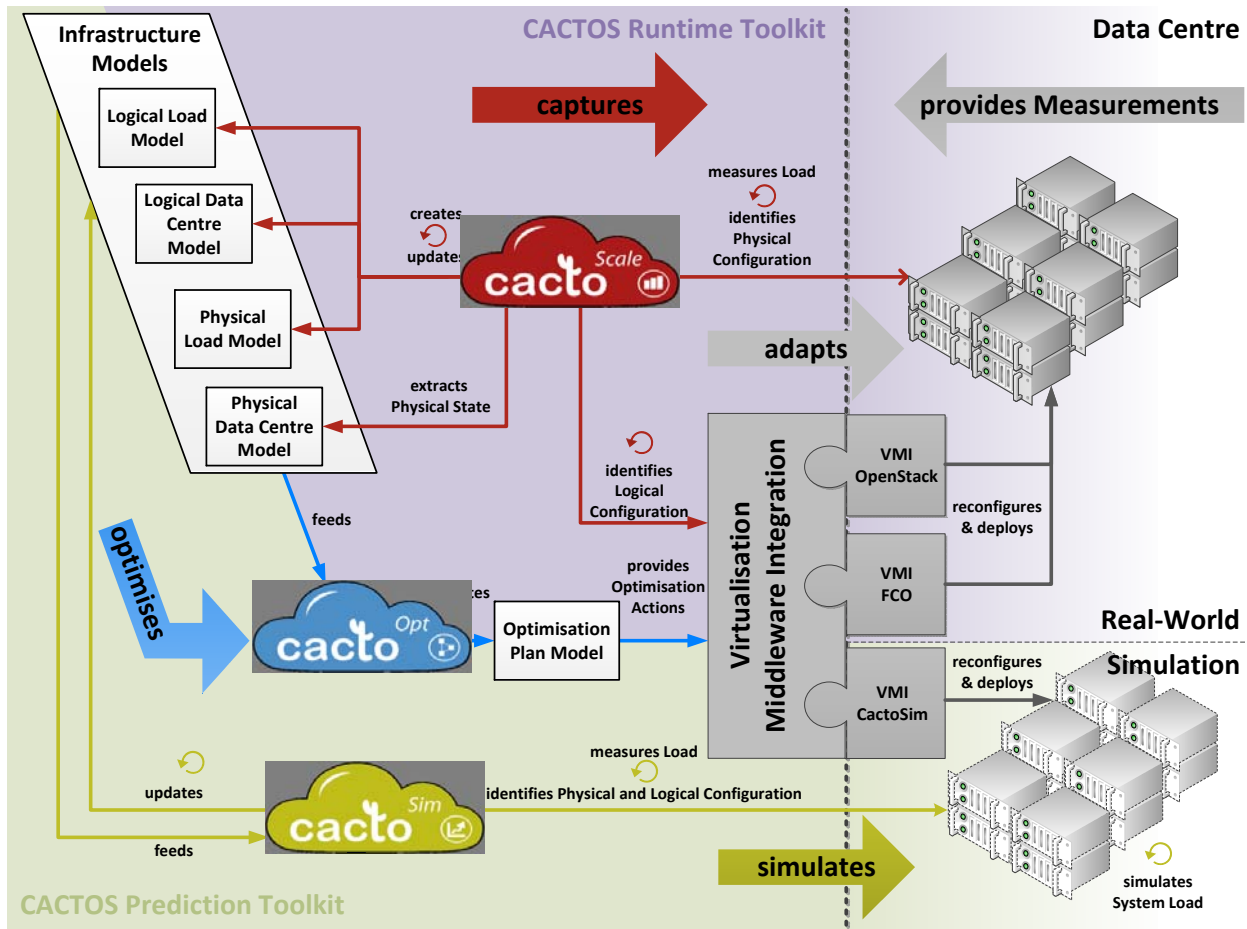 Infrastructure
Models
CACTOS Runtime Toolkit
Data Centre
captures
provides Measurements
Logical Load
Model
Logical Data
Centre
Model
Physical
Load Model
Physical
Data Centre
Model
creates
updates
cacto Scale
measures Load
identifies
Physical
Configuration
adapts
extracts
Physical State
identifies
Logical
Configuration
Virtualisation
Middleware Integration
VMI
OpenStack
VMI
FCO
VMI
CactoSim
reconfigures
& deploys
feeds
optimises
cacto Opt
Optimisation
Plan Model
provides
Optimisation
Actions
Real-World
Simulation
reconfigures
& deploys
updates
cacto Sim
measures Load
identifies Physical and Logical Configuration
feeds
simulates
simulates
System Load
CACTOS Prediction Toolkit